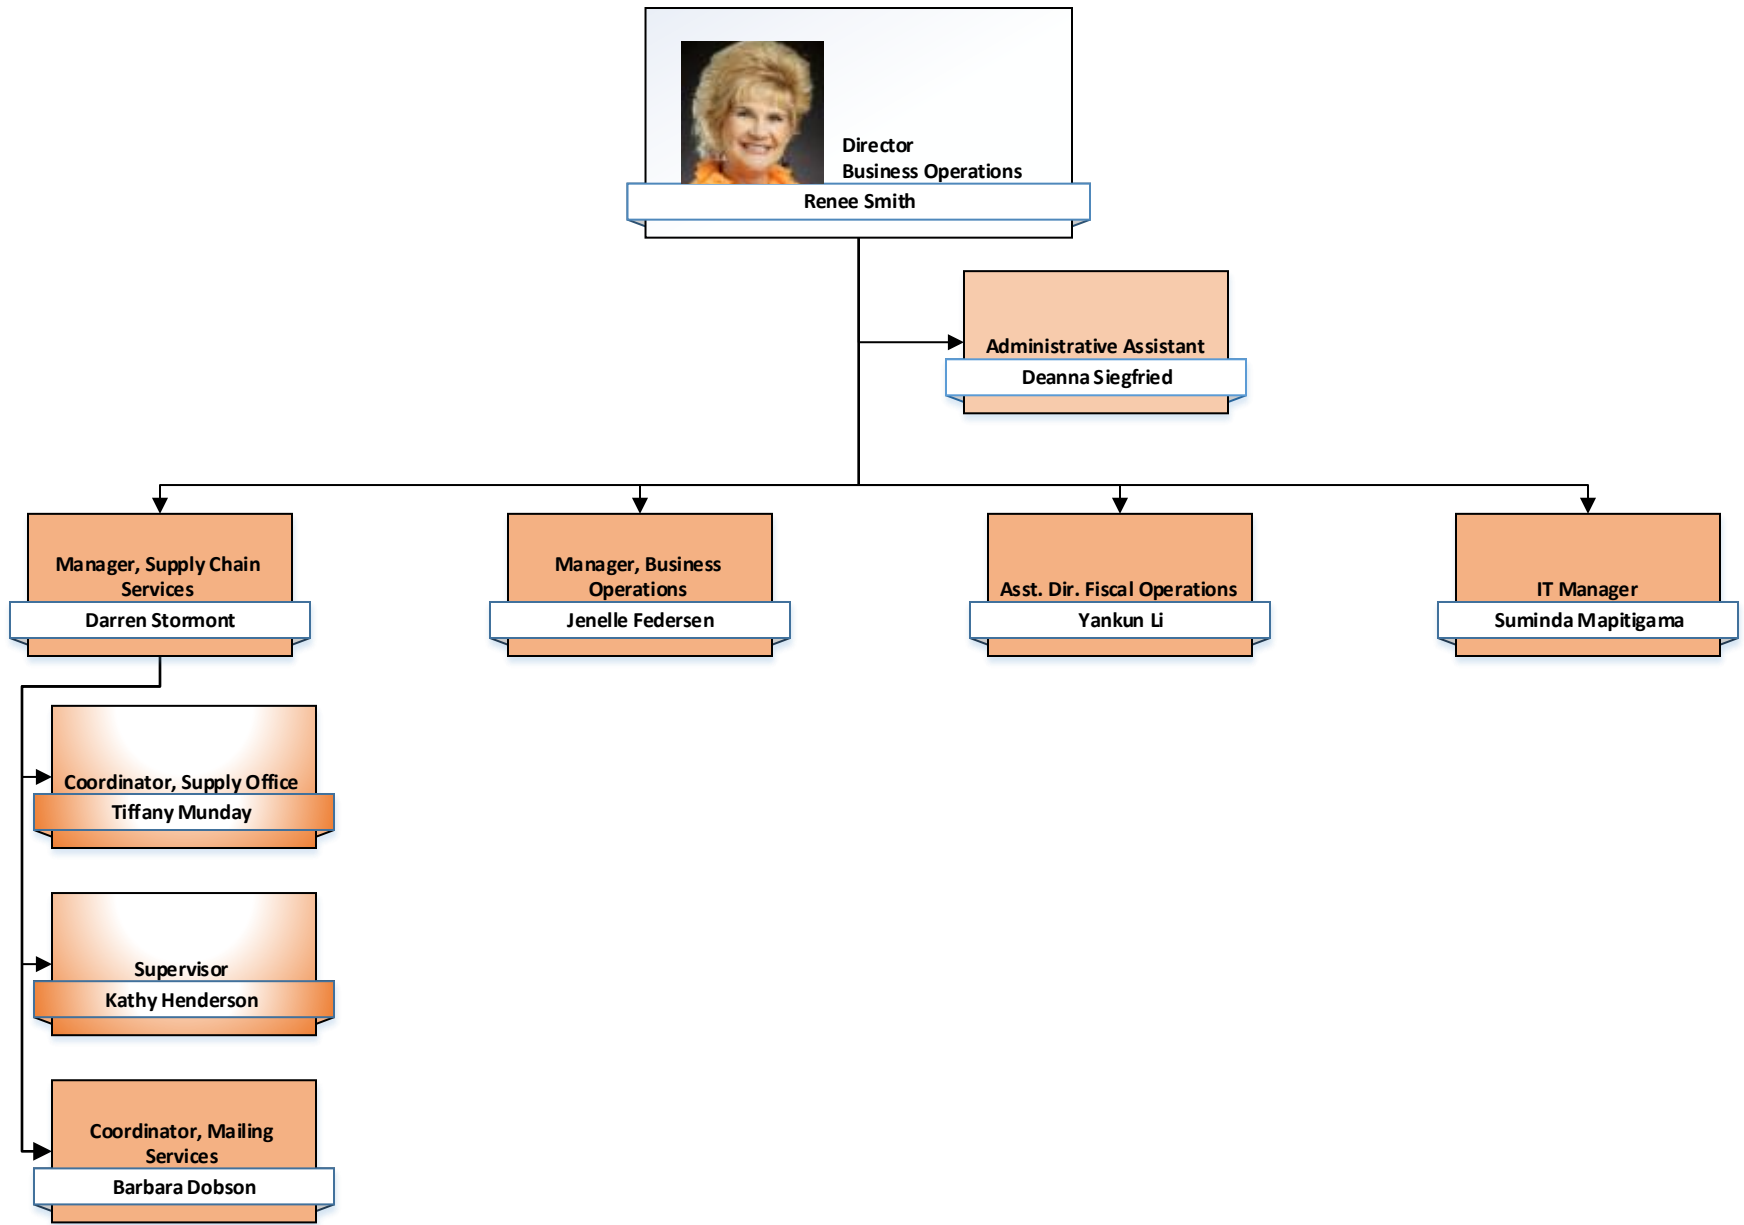 Director
Business Operations
Renee Smith
Administrative Assistant
Deanna Siegfried
Manager, Supply Chain
Services
Darren Stormont
Manager, Business
Operations
Jenelle Federsen
Asst. Dir. Fiscal Operations
Yankun Li
IT Manager
Suminda Mapitigama
Coordinator, Supply Office
Tiffany Munday
Supervisor
Kathy Henderson
Coordinator, Mailing
Services
Barbara Dobson